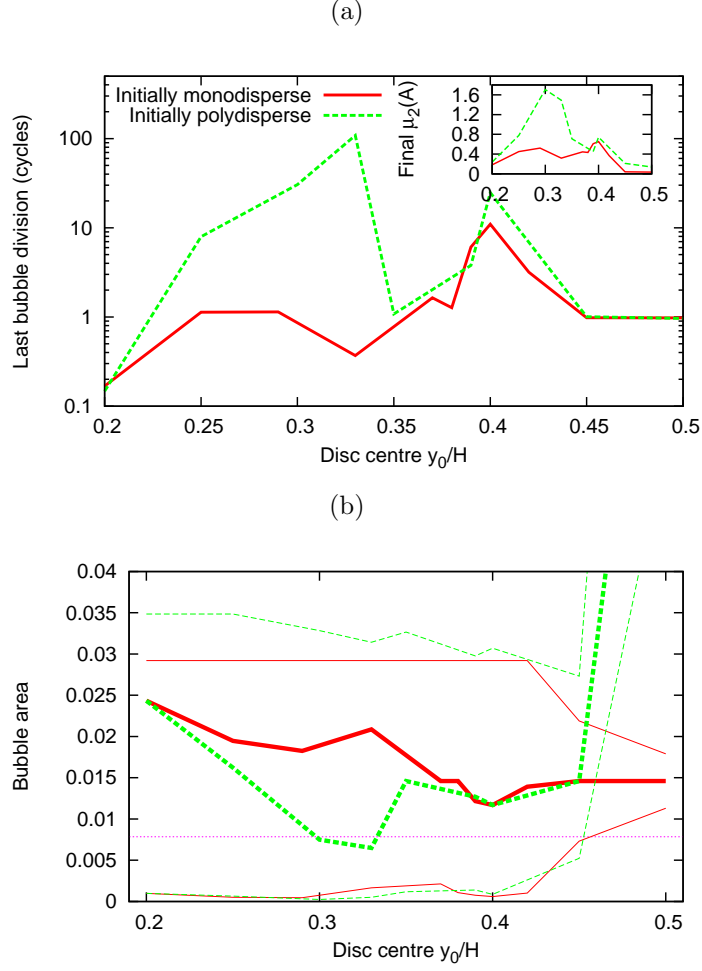 (a)
Last bubble division (cycles)
100
10
1
0.1
Initially monodisperse
Initially polydisperse
Final μ₂(A)
1.6
1.2
0.8
0.4
0
0.2 0.3 0.4 0.5
0.2 0.25 0.3 0.35 0.4 0.45 0.5
Disc centre y₀/H
(b)
Bubble area
0.04
0.035
0.03
0.025
0.02
0.015
0.01
0.005
0
0.2 0.3 0.4 0.5
Disc centre y₀/H